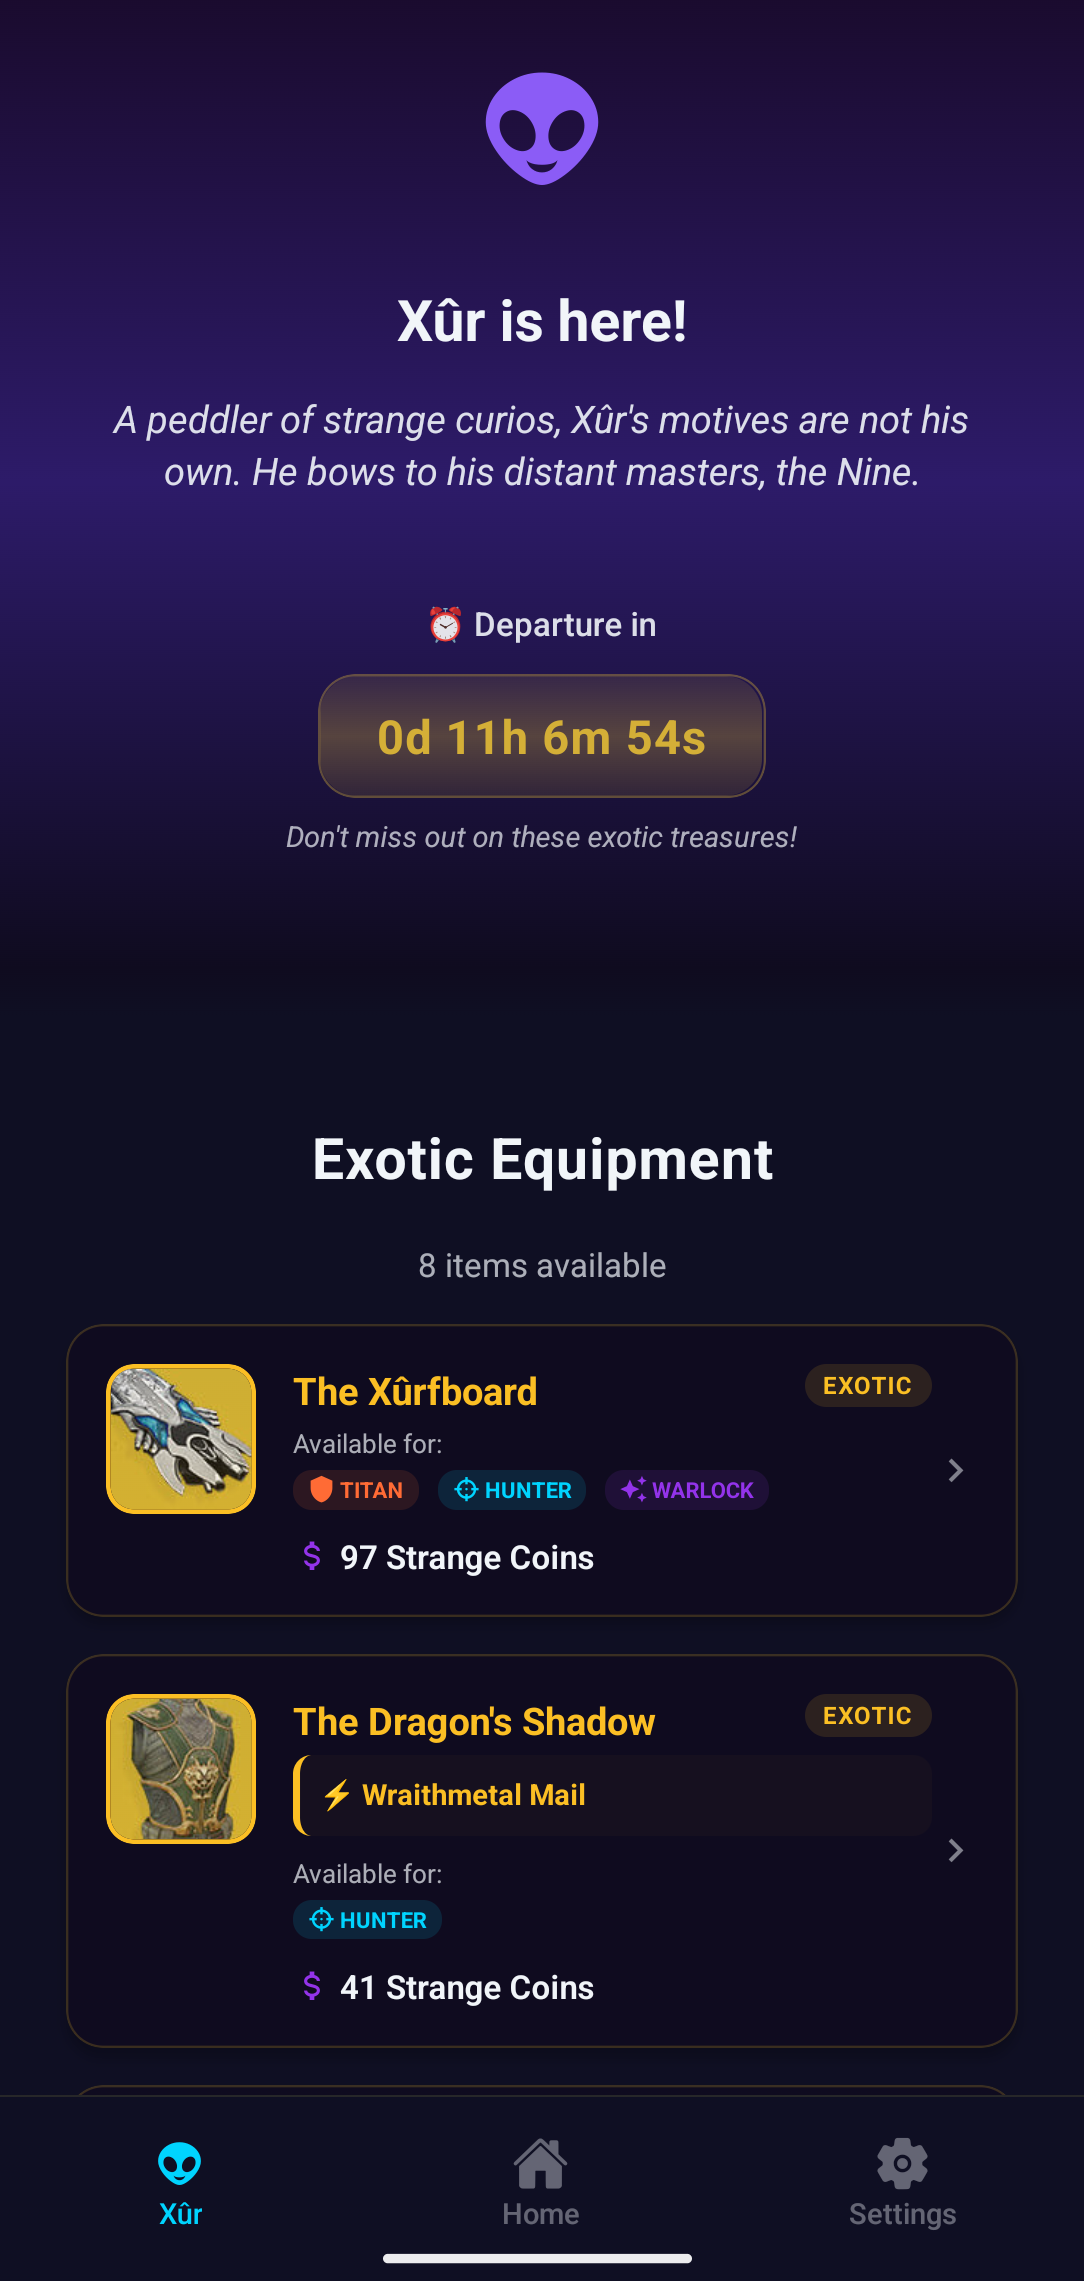 Xûr is here!
A peddler of strange curios, Xûr's motives are not his
own. He bows to his distant masters, the Nine.
⏰ Departure in
0d 11h 6m 54s
Don't miss out on these exotic treasures!
Exotic Equipment
8 items available
The Xûrfboard
EXOTIC
Available for:
TITAN HUNTER WARLOCK
$ 97 Strange Coins
The Dragon's Shadow
EXOTIC
⚡ Wraithmetal Mail
Available for:
HUNTER
$ 41 Strange Coins
Xûr Home Settings